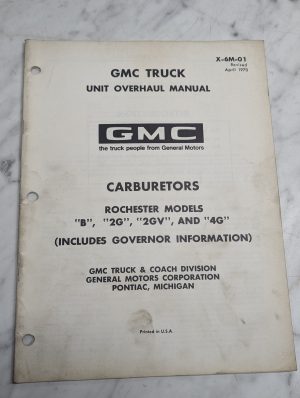 X-6M-01
Revised
April 1970
GMC TRUCK
UNIT OVERHAUL MANUAL
GMC
the truck people from General Motors
CARBURETORS
ROCHESTER MODELS
"B", "2G", "2GV", AND "4G"
(INCLUDES GOVERNOR INFORMATION)
GMC TRUCK & COACH DIVISION
GENERAL MOTORS CORPORATION
PONTIAC, MICHIGAN
Printed in U.S.A.